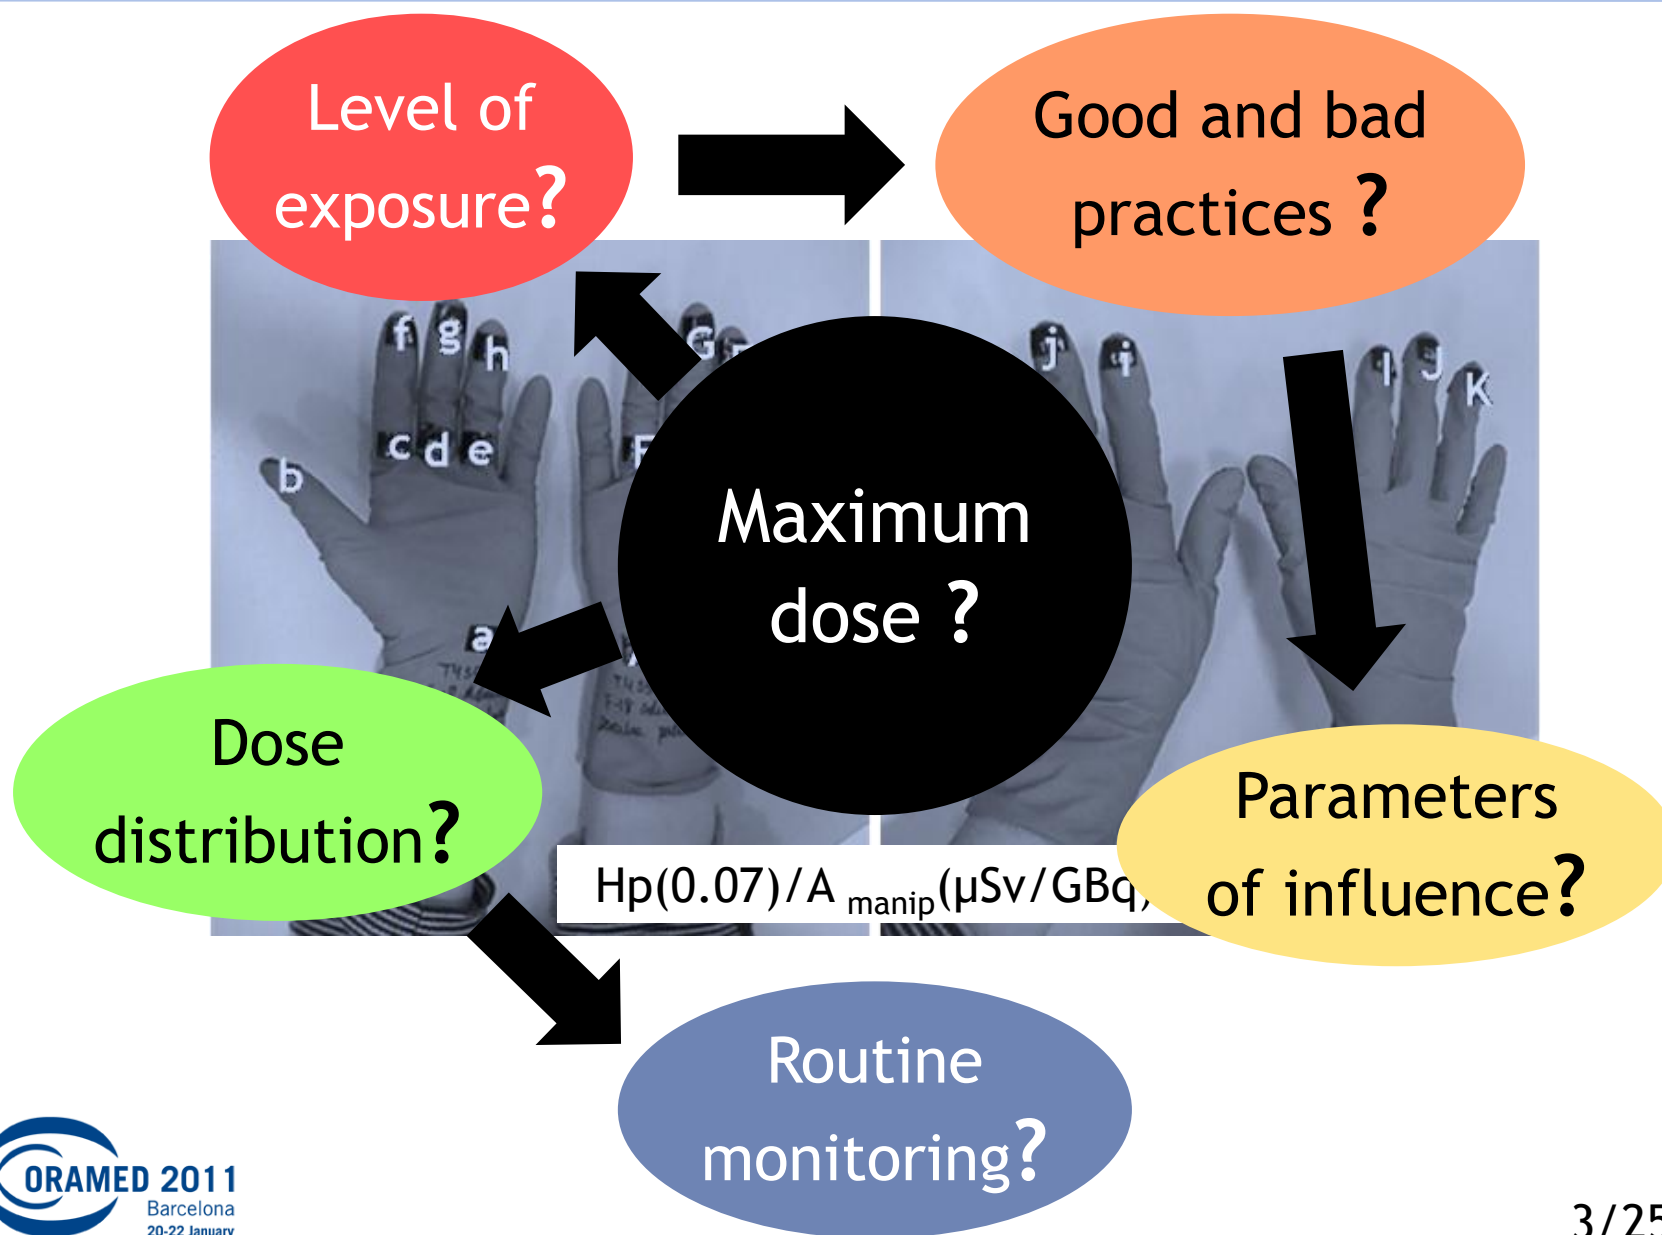 Level of
exposure?
Good and bad
practices ?
f
g
h
G
j
i
I
J
K
c
d
e
b
Maximum
dose ?
a
Dose
distribution?
Parameters
of influence?
Hp(0.07)/A manip(µSv/GBq)
Routine
monitoring?
ORAMED 2011
Barcelona
20-22 January
3/25